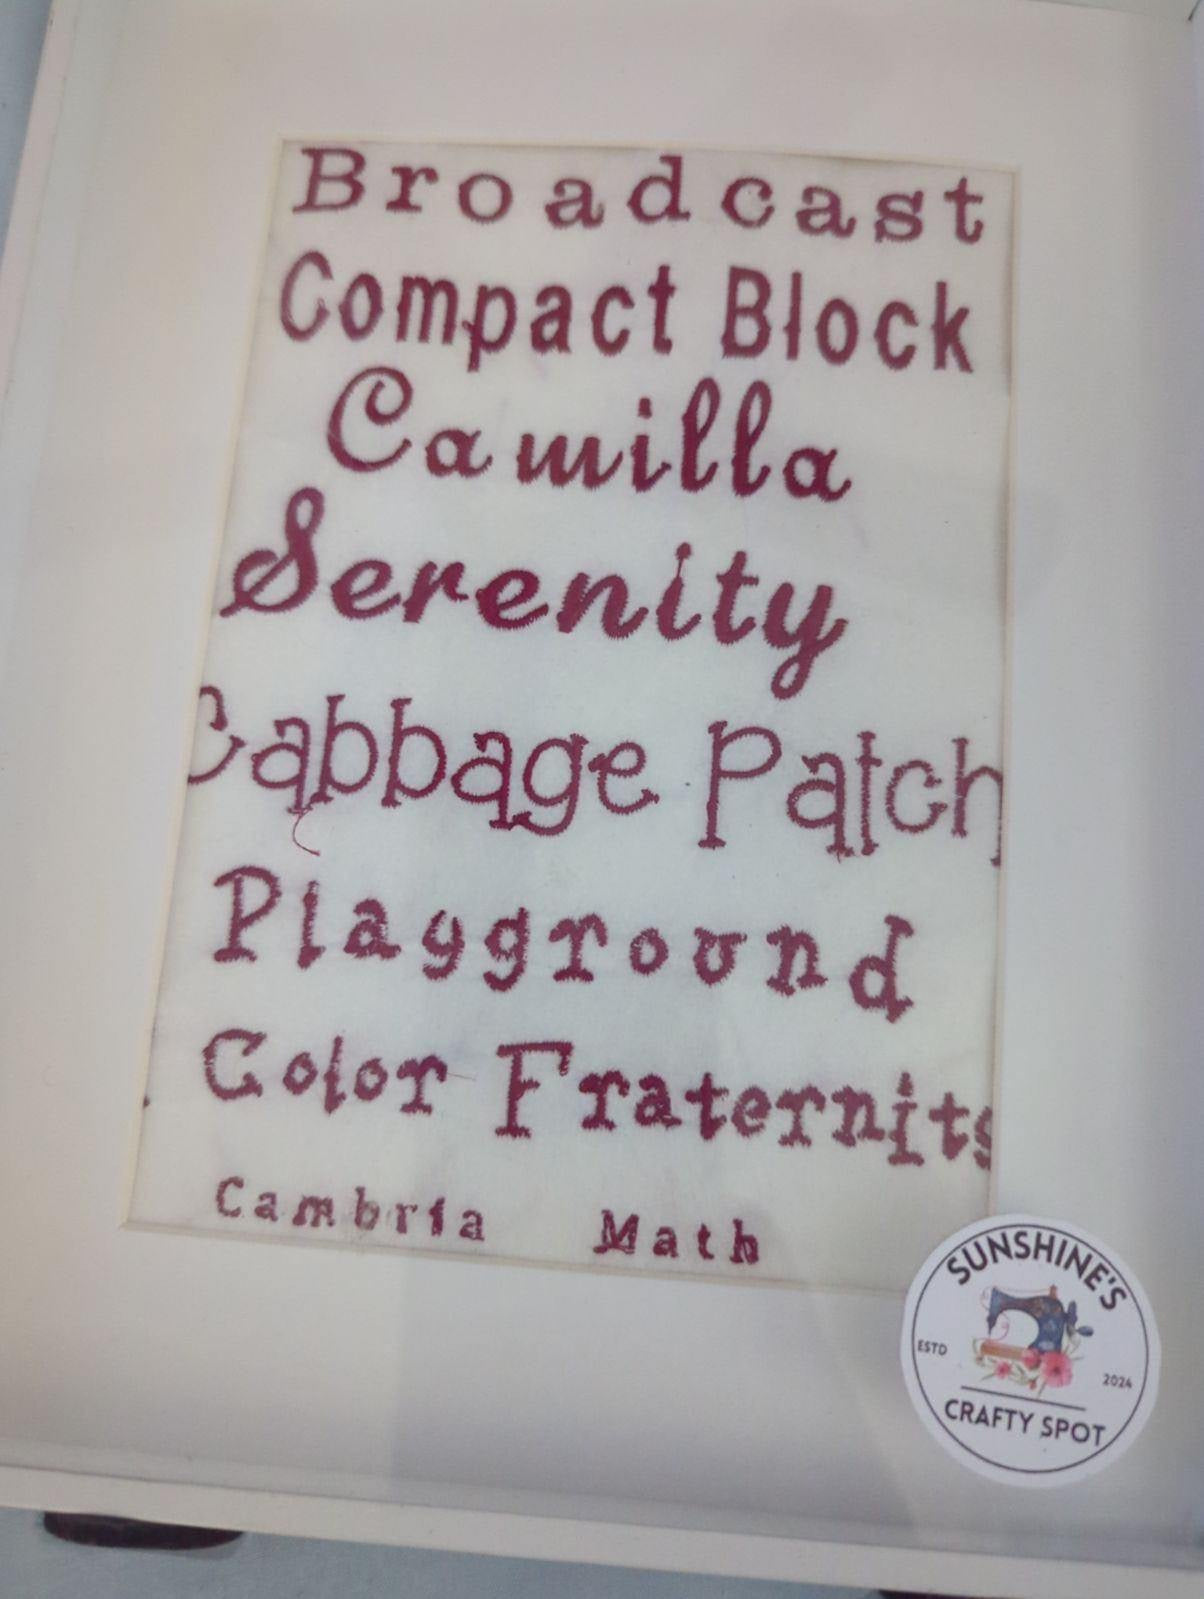 Broadcast
Compact Block
Camilla
Serenity
Cabbage Patch
Playground
Color Fraternity
Cambria Math
SUNSHINE'S
ESTD 2024
CRAFTY SPOT